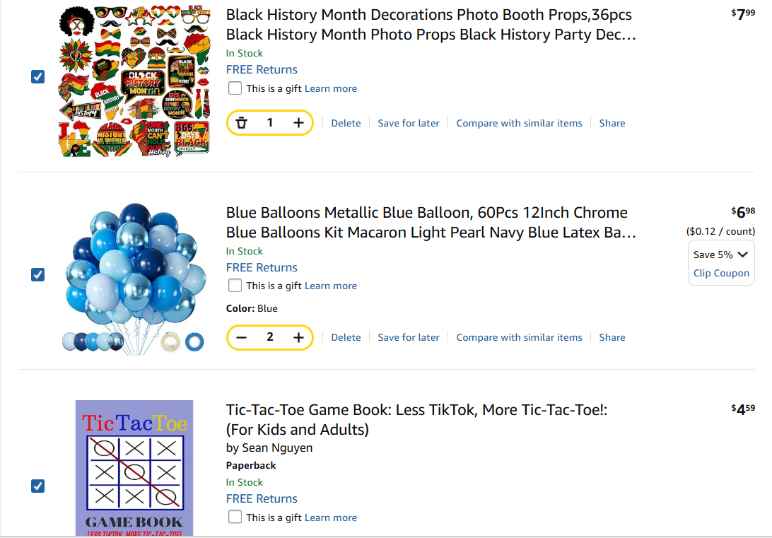 Black History Month Decorations Photo Booth Props,36pcs
$7⁹⁹
Black History Month Photo Props Black History Party Dec…
In Stock
FREE Returns
This is a gift Learn more
1 + Delete Save for later Compare with similar items Share
BLACK
HISTORY
MONTH
Blue Balloons Metallic Blue Balloon, 60Pcs 12Inch Chrome
$6⁹⁸
Blue Balloons Kit Macaron Light Pearl Navy Blue Latex Ba…
($0.12 / count)
In Stock
Save 5%
FREE Returns
Clip Coupon
This is a gift Learn more
Color: Blue
− 2 + Delete Save for later Compare with similar items Share
Tic-Tac-Toe Game Book: Less TikTok, More Tic-Tac-Toe!:
$4⁵⁹
(For Kids and Adults)
by Sean Nguyen
Paperback
In Stock
FREE Returns
This is a gift Learn more
TicTacToe
GAME BOOK
LESS TIKTOK, MORE TIC-TAC-TOE!